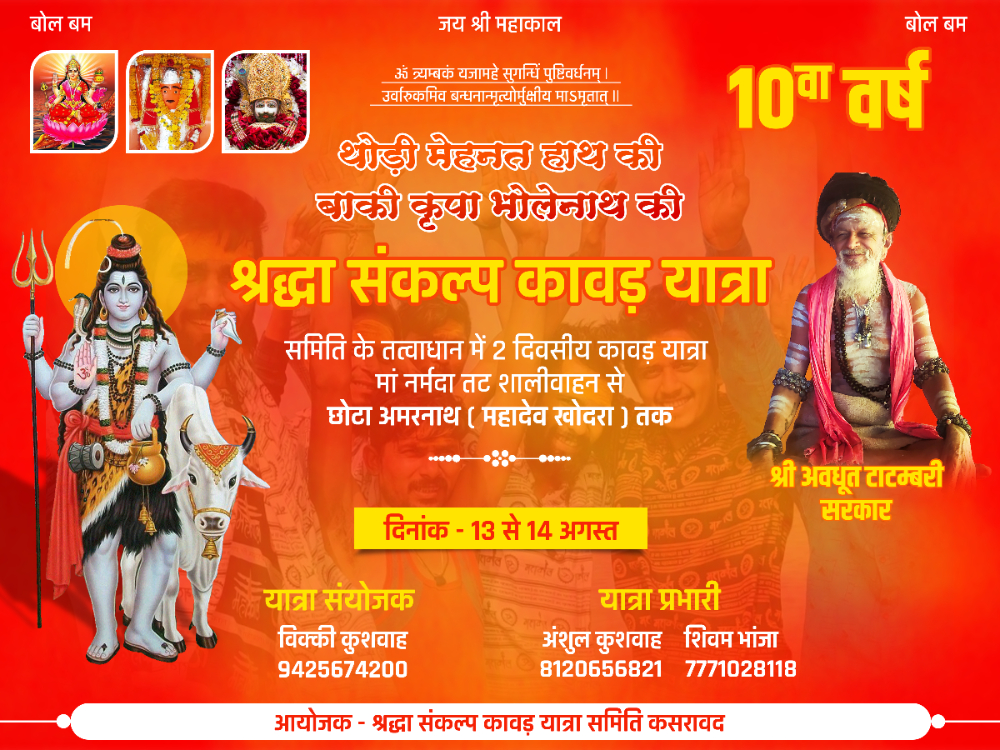 बोल बम
जय श्री महाकाल
बोल बम
ॐ त्र्यम्बकं यजामहे सुगन्धिं पुष्टिवर्धनम् ।
उर्वारुकमिव बन्धनान्मृत्योर्मुक्षीय माऽमृतात् ॥
10वा वर्ष
थोड़ी मेहनत हाथ की
बाकी कृपा भोलेनाथ की
श्रद्धा संकल्प कावड़ यात्रा
समिति के तत्वाधान में 2 दिवसीय कावड़ यात्रा
मां नर्मदा तट शालीवाहन से
छोटा अमरनाथ ( महादेव खोदरा ) तक
श्री अवधूत टाटम्बरी
सरकार
दिनांक - 13 से 14 अगस्त
यात्रा संयोजक
विक्की कुशवाह
9425674200
यात्रा प्रभारी
अंशुल कुशवाह शिवम भांजा
8120656821 7771028118
आयोजक - श्रद्धा संकल्प कावड़ यात्रा समिति कसरावद